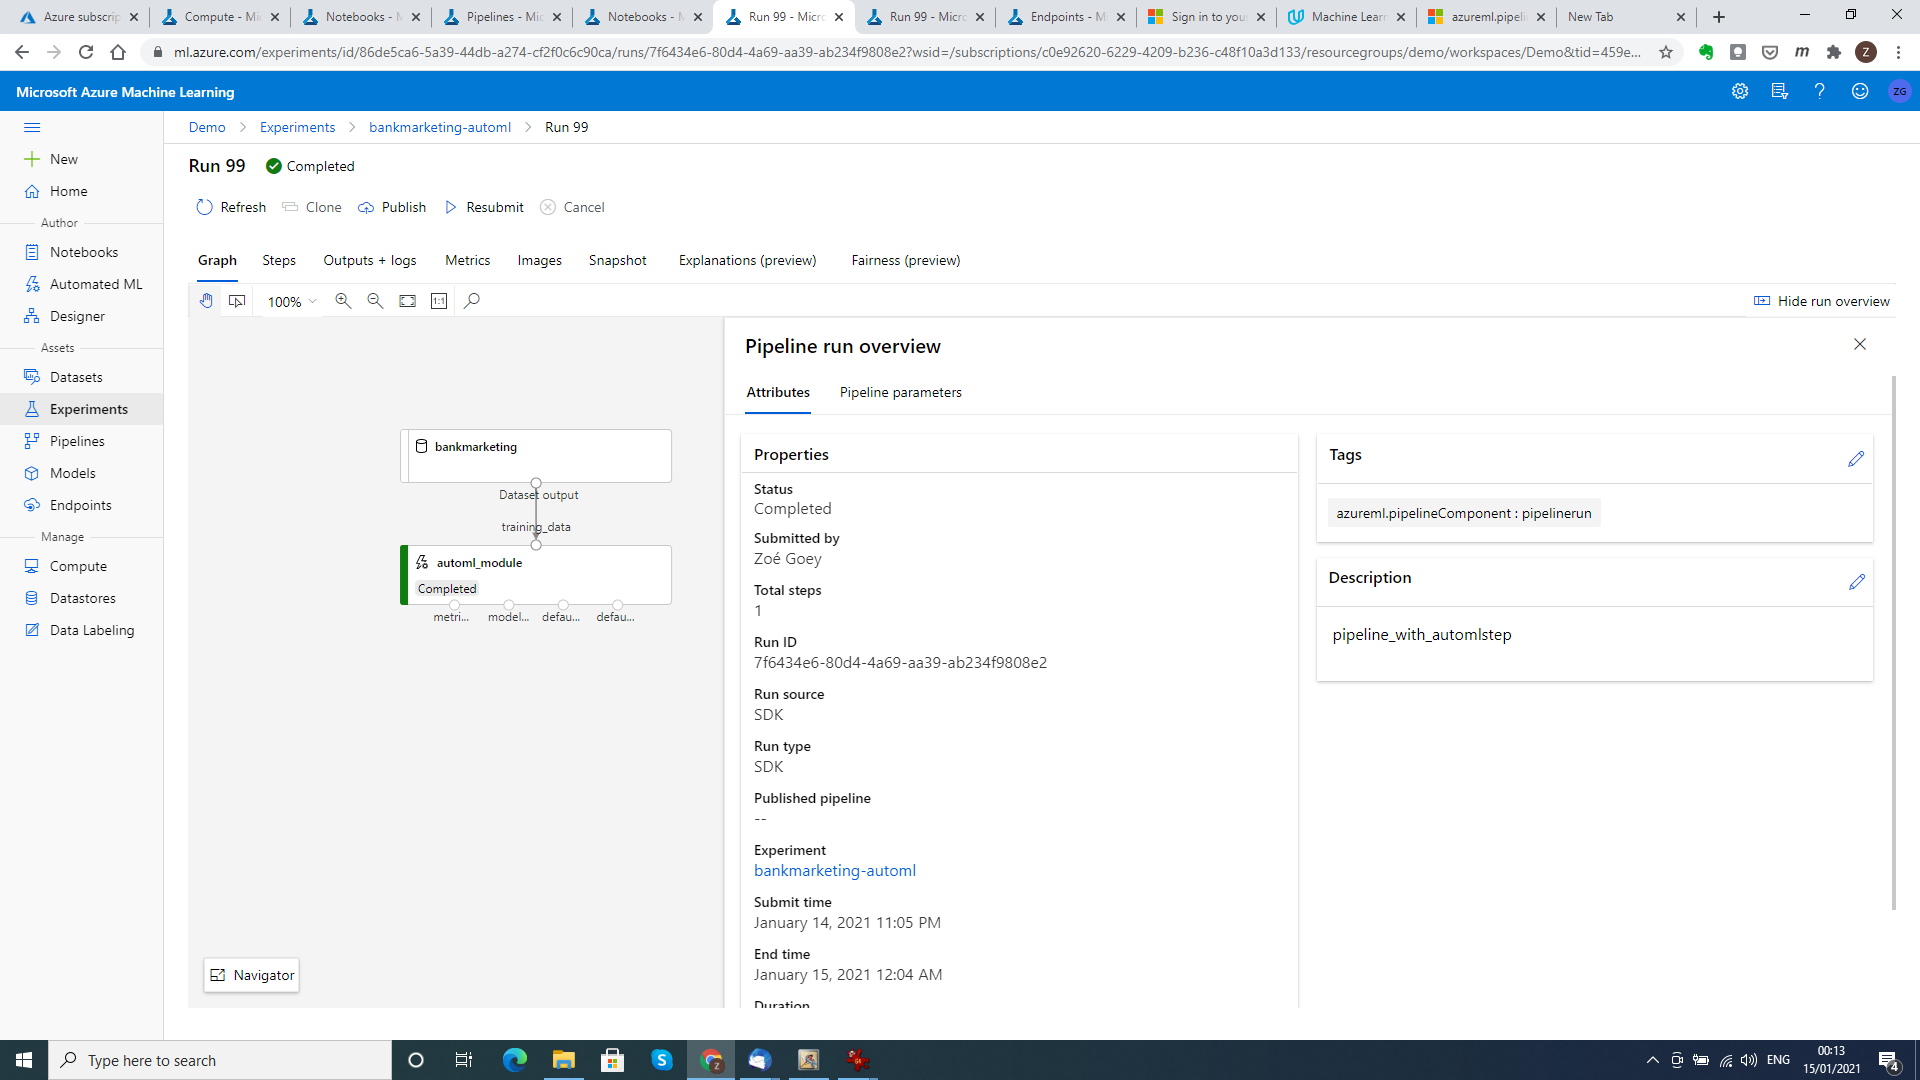 Azure subscrip
Compute - Mi
Notebooks - M
Pipelines - Mic
Notebooks - M
Run 99 - Micro
Run 99 - Micro
Endpoints - Mi
Sign in to your
Machine Learn
azureml.pipeli
New Tab
ml.azure.com/experiments/id/86de5ca6-5a39-44db-a274-cf2f0c6c90ca/runs/7f6434e6-80d4-4a69-aa39-ab234f9808e2?wsid=/subscriptions/c0e92620-6229-4209-b236-c48f10a3d133/resourcegroups/demo/workspaces/Demo&tid=459e...
m
Z
Microsoft Azure Machine Learning
ZG
Demo > Experiments > bankmarketing-automl > Run 99
New
Home
Author
Notebooks
Automated ML
Designer
Assets
Datasets
Experiments
Pipelines
Models
Endpoints
Manage
Compute
Datastores
Data Labeling
Run 99 Completed
Refresh Clone Publish Resubmit Cancel
Graph Steps Outputs + logs Metrics Images Snapshot Explanations (preview) Fairness (preview)
100%
1:1
Hide run overview
bankmarketing
Dataset output
training_data
automl_module
Completed
metri... model... defau... defau...
Navigator
Pipeline run overview
Attributes Pipeline parameters
Properties
Status
Completed
Submitted by
Zoé Goey
Total steps
1
Run ID
7f6434e6-80d4-4a69-aa39-ab234f9808e2
Run source
SDK
Run type
SDK
Published pipeline
--
Experiment
bankmarketing-automl
Submit time
January 14, 2021 11:05 PM
End time
January 15, 2021 12:04 AM
Duration
Tags
azureml.pipelineComponent : pipelinerun
Description
pipeline_with_automlstep
Type here to search
ENG
00:13
15/01/2021
4